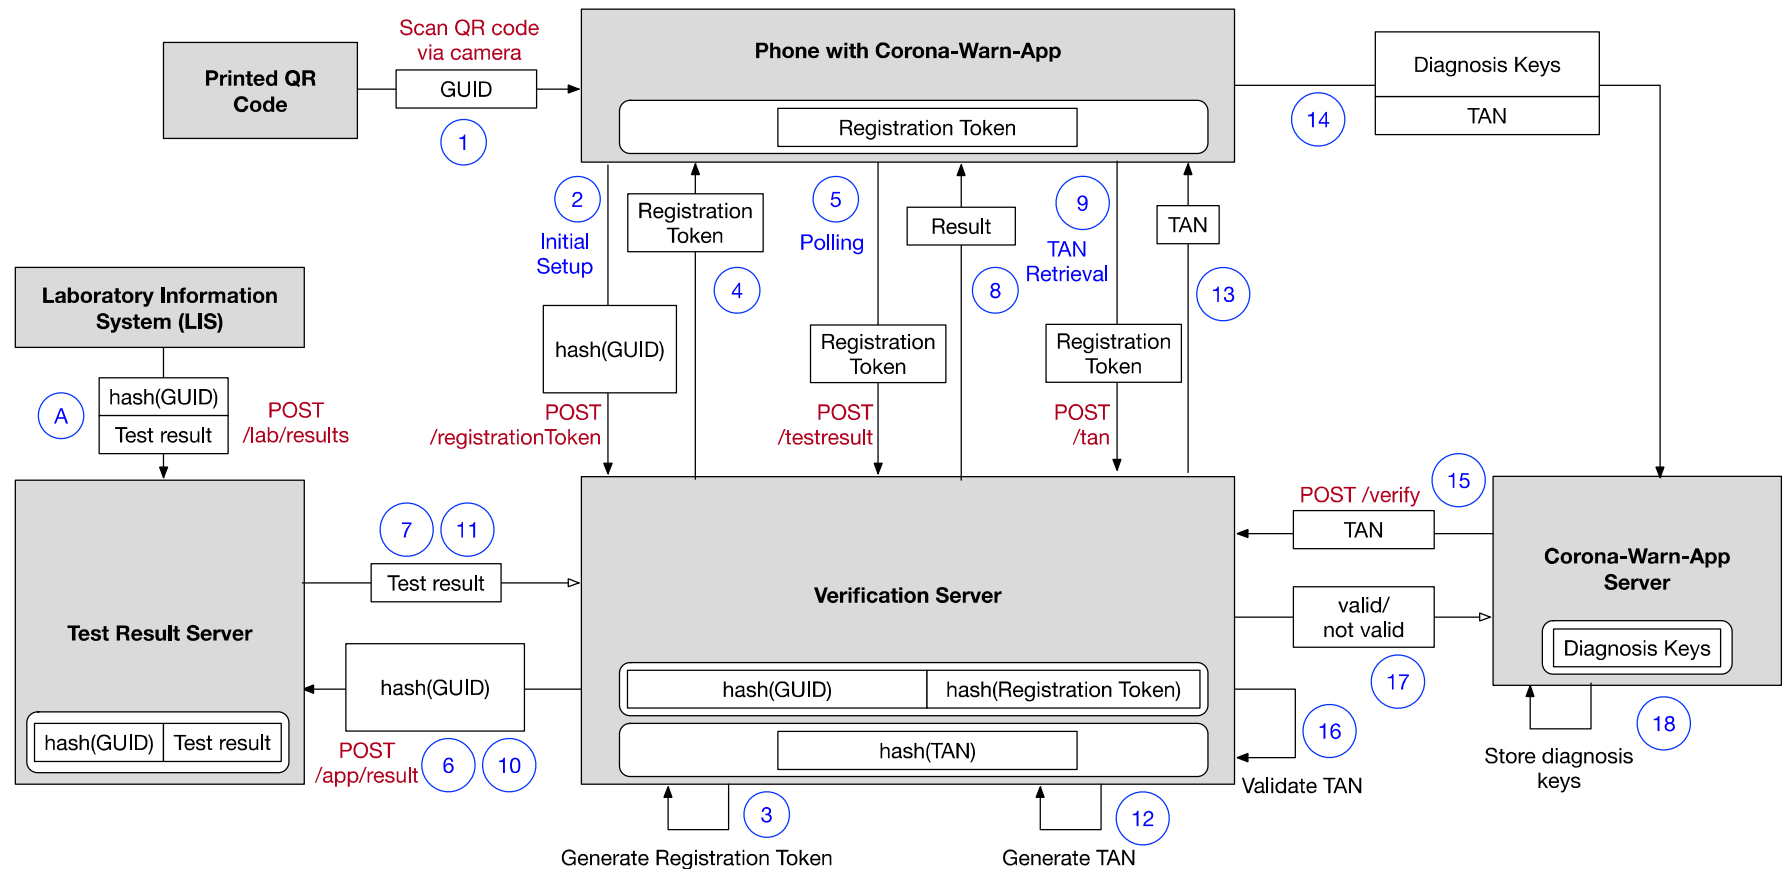 Scan QR code
via camera
Printed QR
Code
GUID
1
Phone with Corona-Warn-App
Registration Token
Diagnosis Keys
TAN
14
2
Initial
Setup
Registration
Token
4
5
Polling
Result
8
9
TAN
Retrieval
TAN
13
Laboratory Information
System (LIS)
hash(GUID)
Test result
A
POST
/lab/results
hash(GUID)
POST
/registrationToken
Registration
Token
POST
/testresult
Registration
Token
POST
/tan
7
11
Test result
Test Result Server
hash(GUID)
Test result
hash(GUID)
POST
/app/result
6
10
Verification Server
hash(GUID)
hash(Registration Token)
hash(TAN)
3
Generate Registration Token
12
Generate TAN
15
POST /verify
TAN
valid/
not valid
17
16
Validate TAN
Corona-Warn-App
Server
Diagnosis Keys
18
Store diagnosis
keys